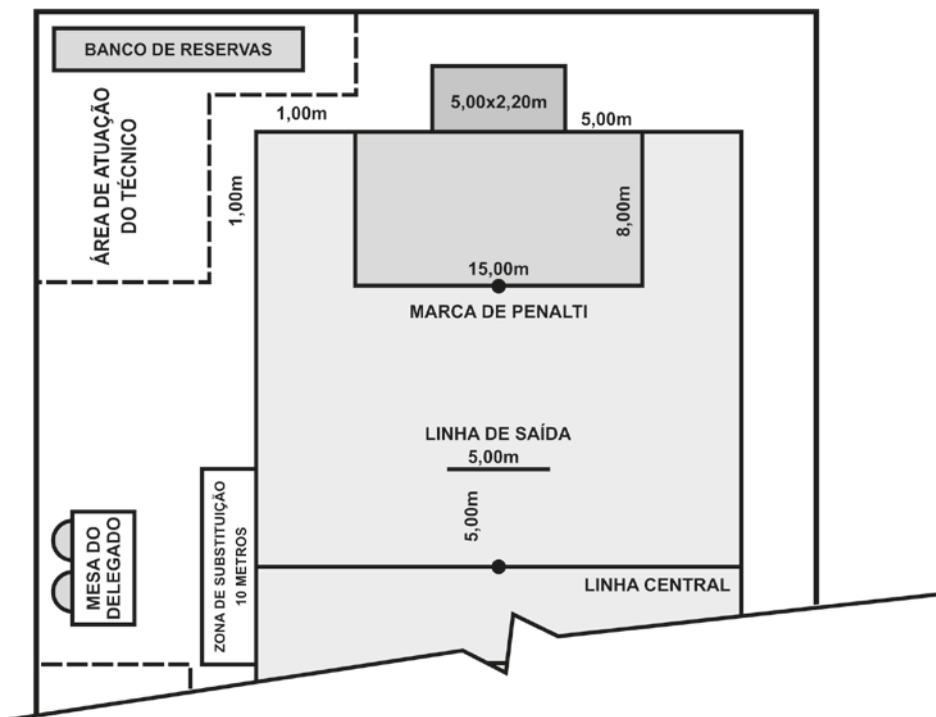 BANCO DE RESERVAS
5,00x2,20m
1,00m
5,00m
ÁREA DE ATUAÇÃO
DO TÉCNICO
1,00m
8,00m
15,00m
MARCA DE PENALTI
LINHA DE SAÍDA
5,00m
5,00m
ZONA DE SUBSTITUIÇÃO
10 METROS
MESA DO
DELEGADO
LINHA CENTRAL